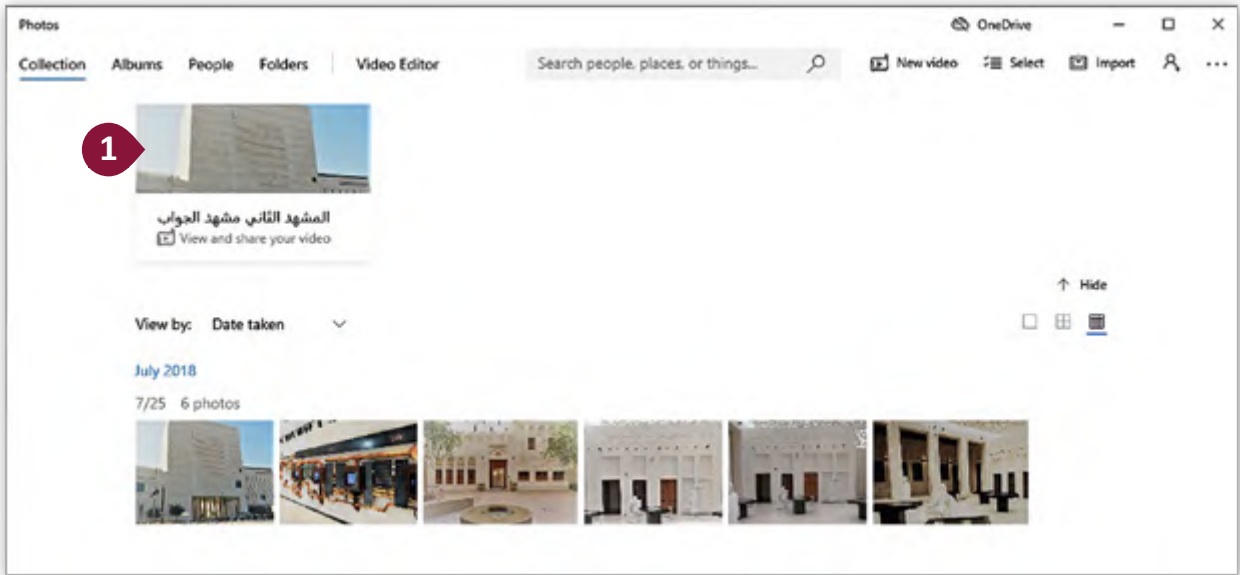 Photos
OneDrive
Collection Albums People Folders Video Editor Search people, places, or things... New video Select Import
1
المشهد الثاني مشهد الجواب
View and share your video
Hide
View by: Date taken
July 2018
7/25 6 photos